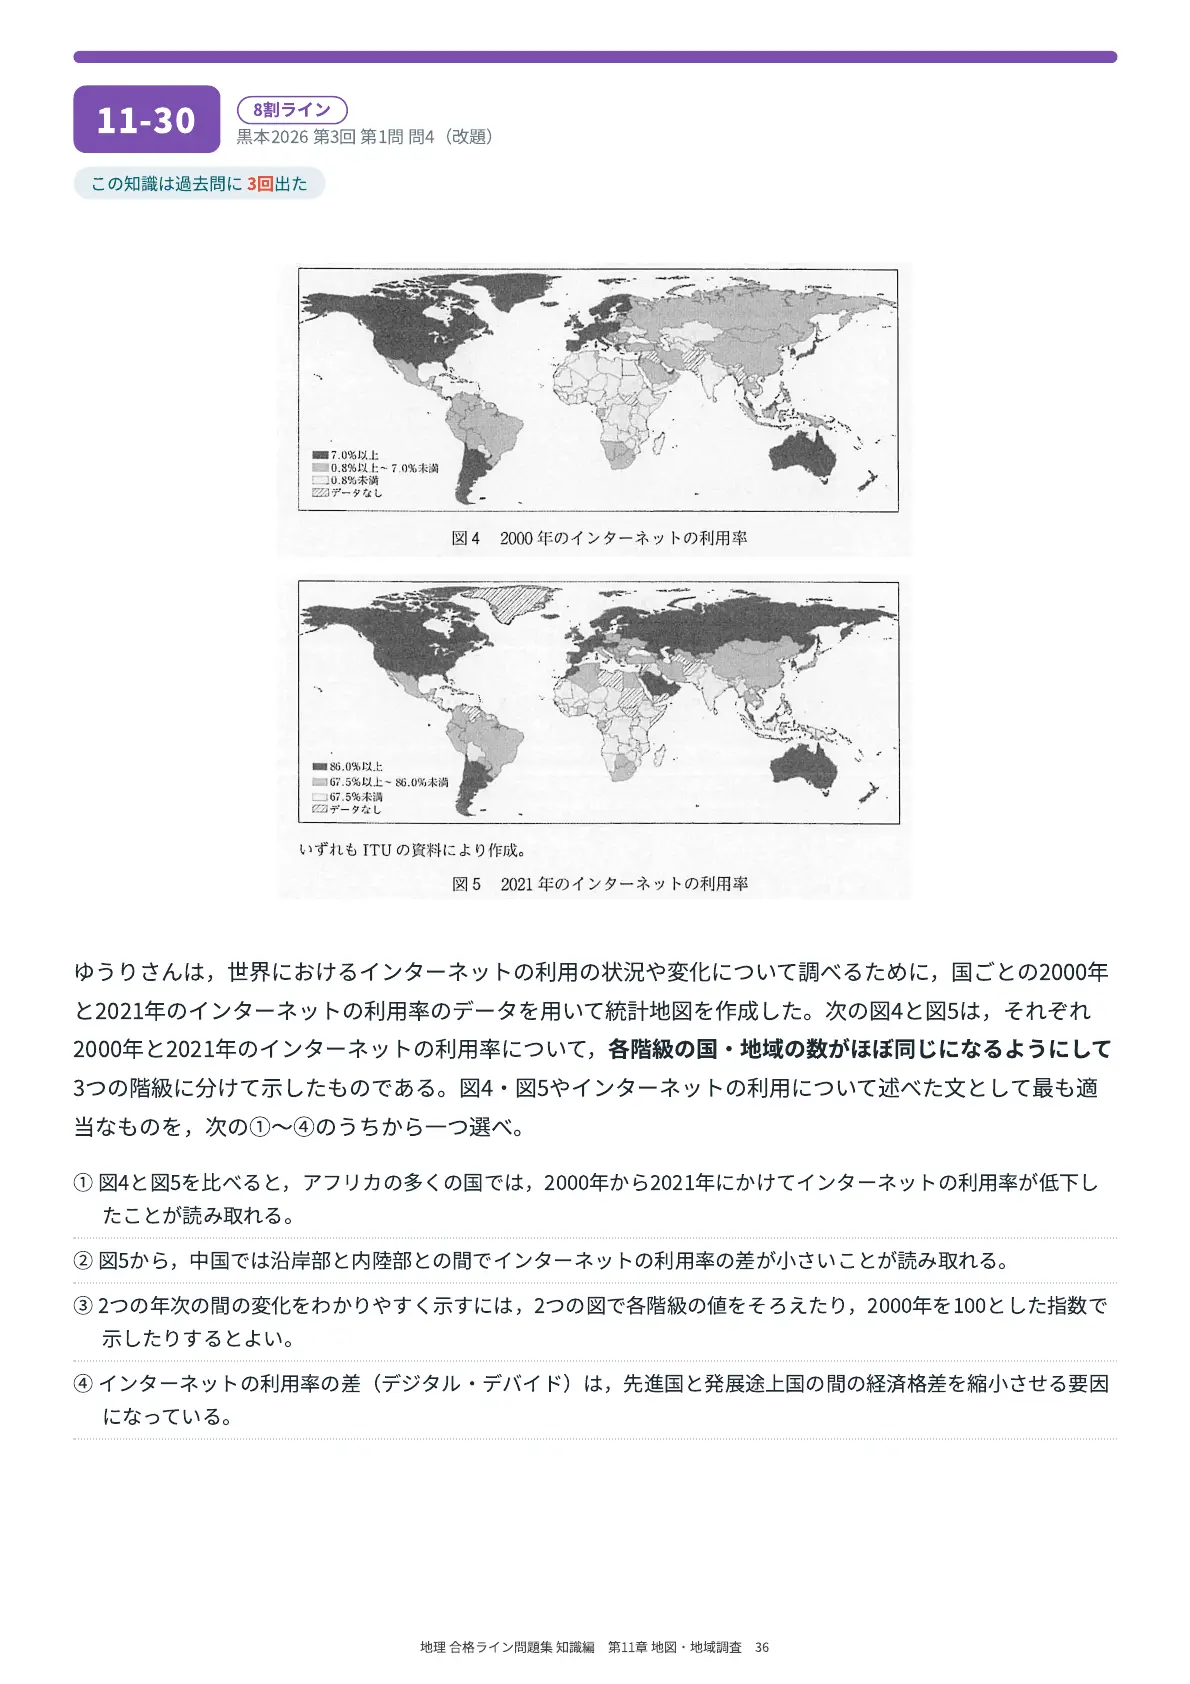 11-30
8割ライン
黒本2026 第3回 第1問 問4（改題）
この知識は過去問に 3回出た
7.0%以上
0.8%以上~7.0%未満
0.8%未満
データなし
図4　2000年のインターネットの利用率
86.0%以上
67.5%以上~86.0%未満
67.5%未満
データなし
いずれも ITU の資料により作成。
図5　2021年のインターネットの利用率
ゆうりさんは，世界におけるインターネットの利用の状況や変化について調べるために，国ごとの2000年
と2021年のインターネットの利用率のデータを用いて統計地図を作成した。次の図4と図5は，それぞれ
2000年と2021年のインターネットの利用率について，各階級の国・地域の数がほぼ同じになるようにして
3つの階級に分けて示したものである。図4・図5やインターネットの利用について述べた文として最も適
当なものを，次の①〜④のうちから一つ選べ。
① 図4と図5を比べると，アフリカの多くの国では，2000年から2021年にかけてインターネットの利用率が低下し
たことが読み取れる。
② 図5から，中国では沿岸部と内陸部との間でインターネットの利用率の差が小さいことが読み取れる。
③ 2つの年次の間の変化をわかりやすく示すには，2つの図で各階級の値をそろえたり，2000年を100とした指数で
示したりするとよい。
④ インターネットの利用率の差（デジタル・デバイド）は，先進国と発展途上国の間の経済格差を縮小させる要因
になっている。
地理 合格ライン問題集 知識編　第11章 地図・地域調査　36